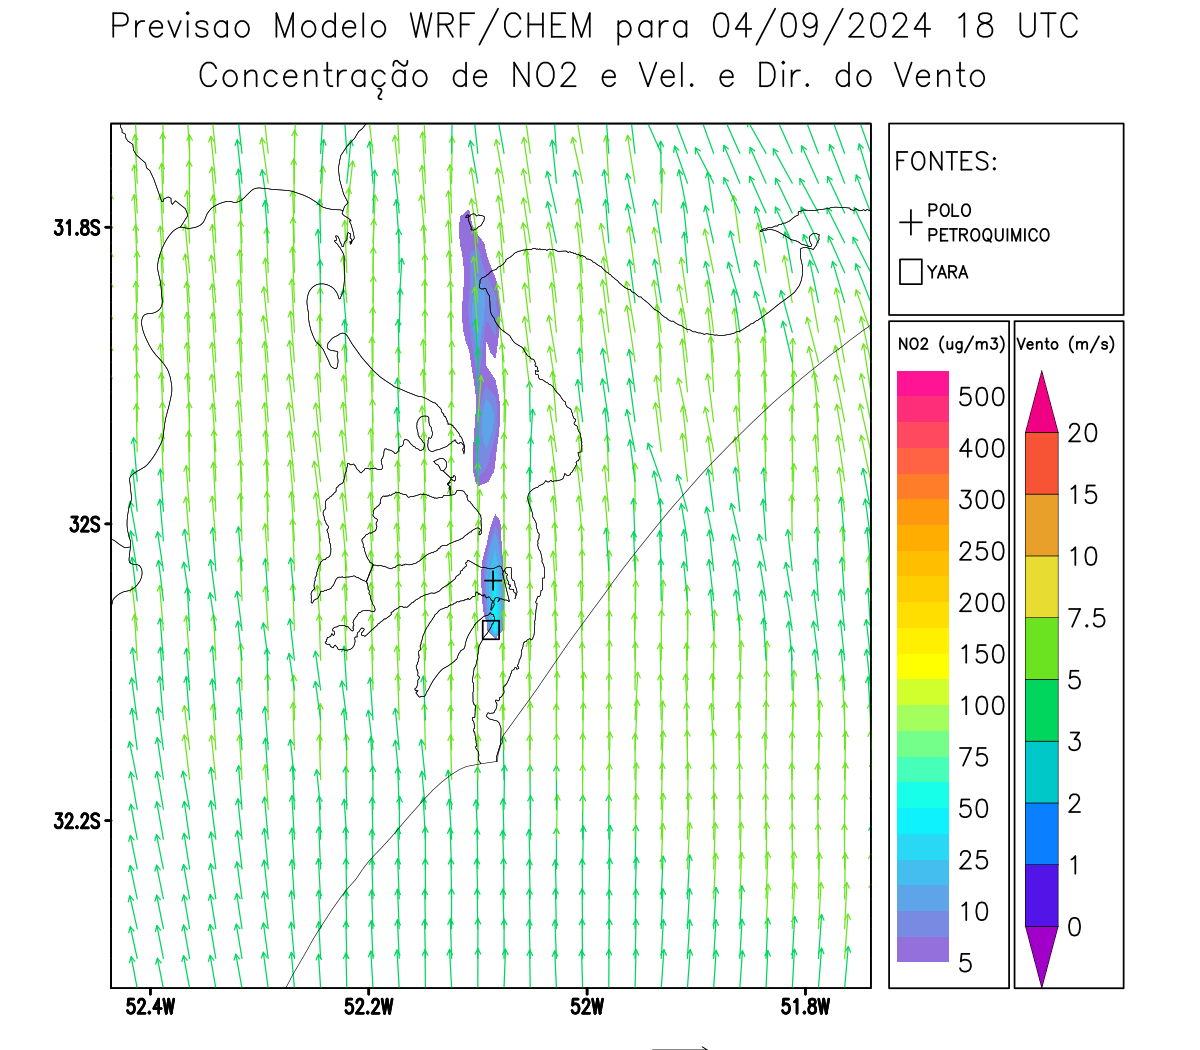 Previsao Modelo WRF/CHEM para 04/09/2024 18 UTC
Concentração de NO2 e Vel. e Dir. do Vento
FONTES:
POLO
PETROQUIMICO
YARA
NO2 (ug/m3)
500
400
300
250
200
150
100
75
50
25
10
5
Vento (m/s)
20
15
10
7.5
5
3
2
1
0
31.8S
32S
32.2S
52.4W
52.2W
52W
51.8W